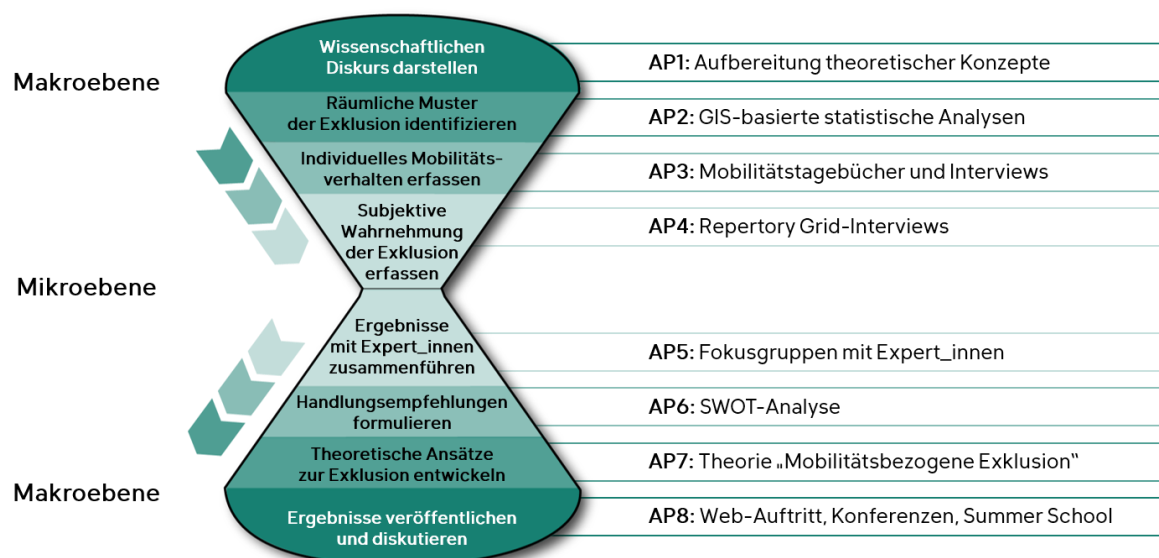 Wissenschaftlichen
Diskurs darstellen
AP1: Aufbereitung theoretischer Konzepte
Makroebene
Räumliche Muster
der Exklusion identifizieren
AP2: GIS-basierte statistische Analysen
Individuelles Mobilitäts-
verhalten erfassen
AP3: Mobilitätstagebücher und Interviews
Subjektive
Wahrnehmung
der Exklusion
erfassen
AP4: Repertory Grid-Interviews
Mikroebene
Ergebnisse
mit Expert_innen
zusammenführen
AP5: Fokusgruppen mit Expert_innen
Handlungsempfehlungen
formulieren
AP6: SWOT-Analyse
Theoretische Ansätze
zur Exklusion entwickeln
AP7: Theorie „Mobilitätsbezogene Exklusion“
Makroebene
Ergebnisse veröffentlichen
und diskutieren
AP8: Web-Auftritt, Konferenzen, Summer School